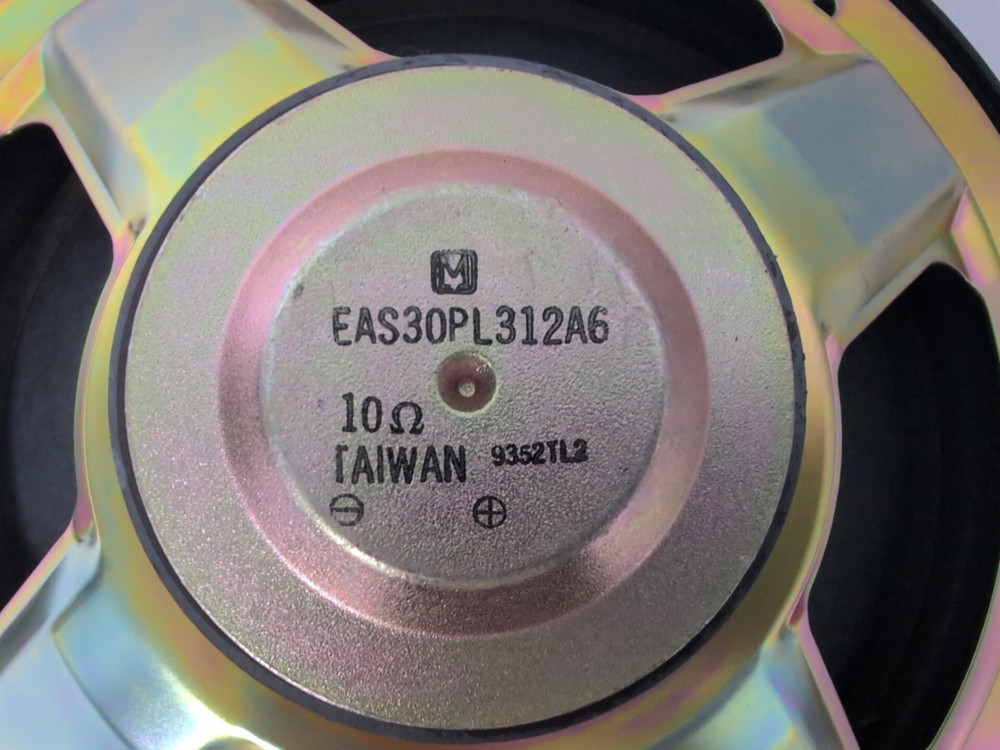 M
EAS30PL312A6
10Ω
TAIWAN 9352TL2
⊖ ⊕